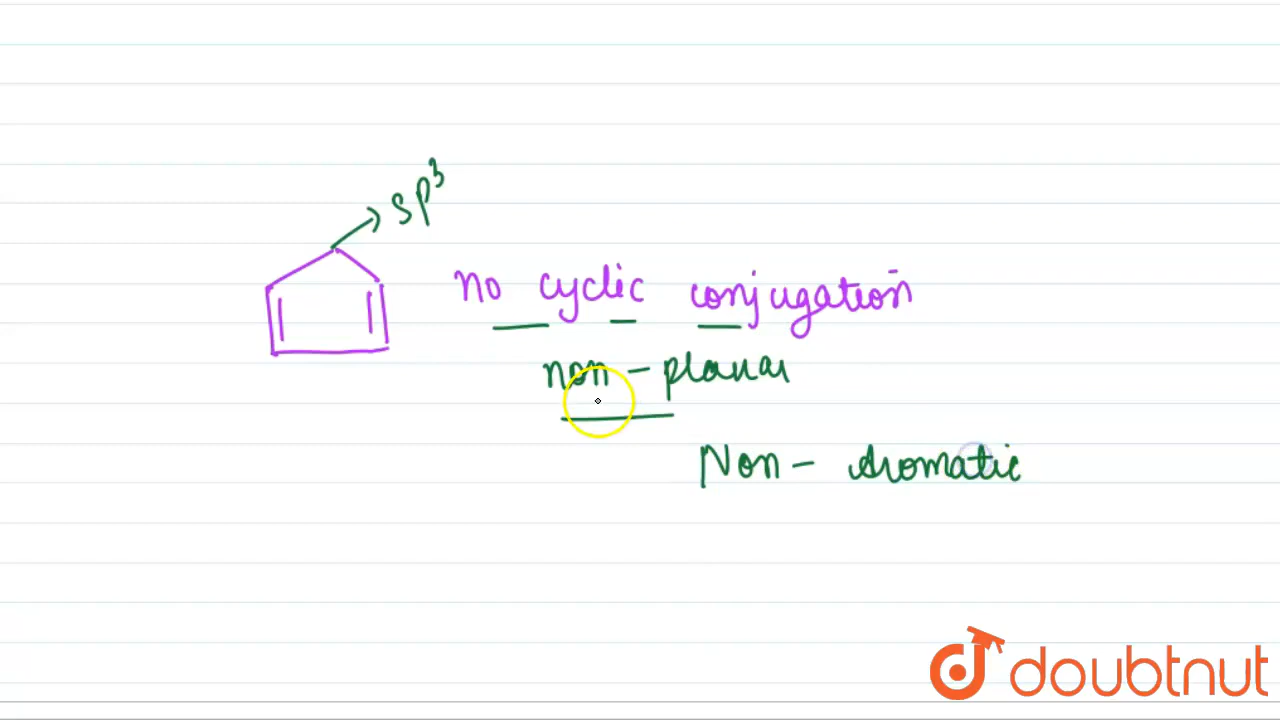 SP³
no cyclic conjugation
non - planar
Non - aromatic
doubtnut